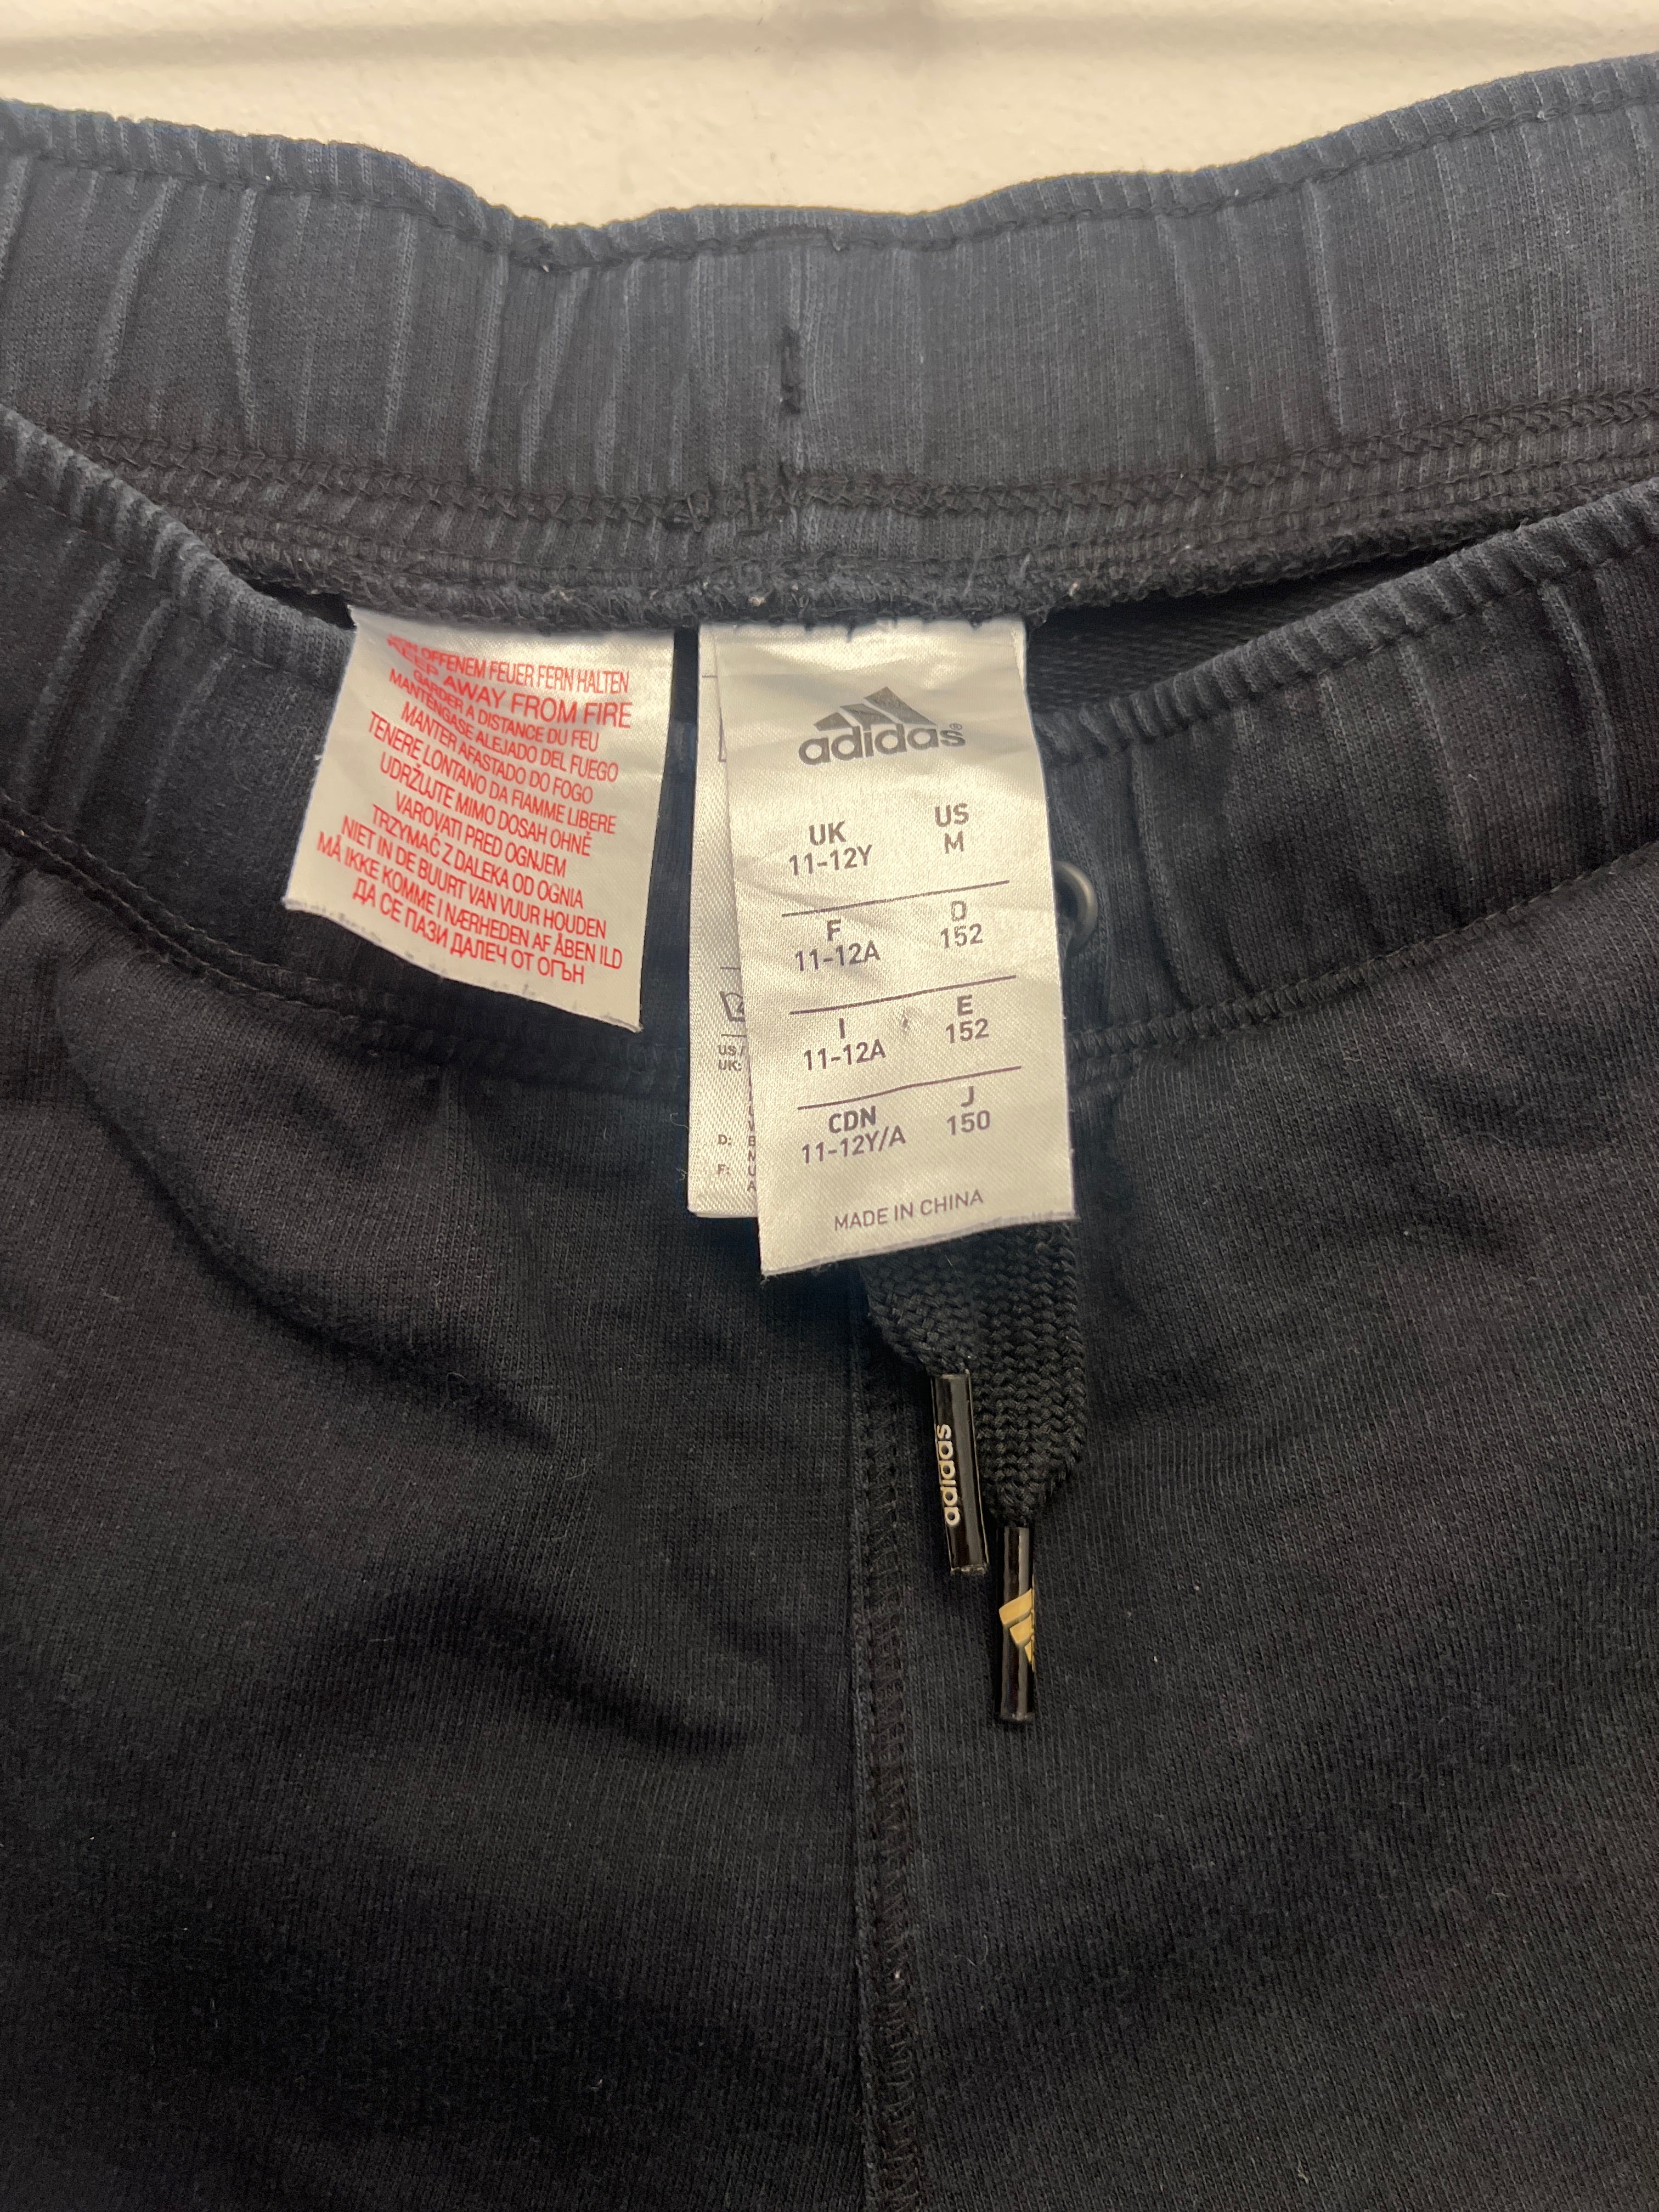 OFFENEM FEUER FERN HALTEN
KEEP AWAY FROM FIRE
GARDER A DISTANCE DU FEU
MANTENGASE ALEJADO DEL FUEGO
MANTER AFASTADO DO FOGO
TENERE LONTANO DA FIAMME LIBERE
UDRŽUJTE MIMO DOSAH OHNĚ
VAROVATI PRED OGNJEM
TRZYMAĆ Z DALEKA OD OGNIA
NIET IN DE BUURT VAN VUUR HOUDEN
MÅ IKKE KOMME I NÆRHEDEN AF ÅBEN ILD
ДА СЕ ПАЗИ ДАЛЕЧ ОТ ОГЪН
adidas®
UK US
11-12Y M
F D
11-12A 152
I E
11-12A 152
CDN J
11-12Y/A 150
MADE IN CHINA
US/
UK:
D:
F:
adidas